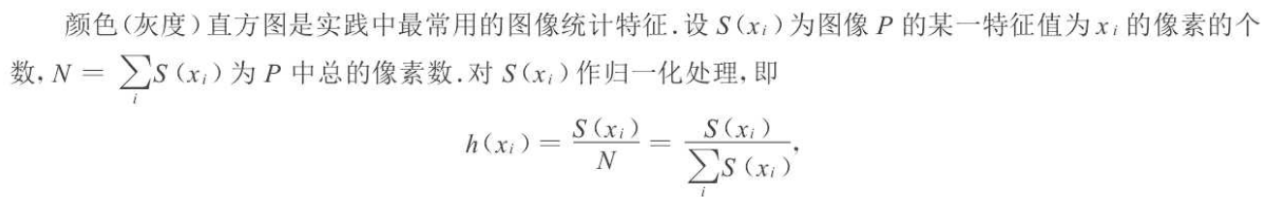 颜色(灰度)直方图是实践中最常用的图像统计特征.设 S(xᵢ)为图像 P 的某一特征值为 xᵢ 的像素的个
数, N = ∑ᵢS(xᵢ)为 P 中总的像素数.对 S(xᵢ)作归一化处理,即
h(xᵢ) = S(xᵢ)/N = S(xᵢ)/∑ᵢS(xᵢ),